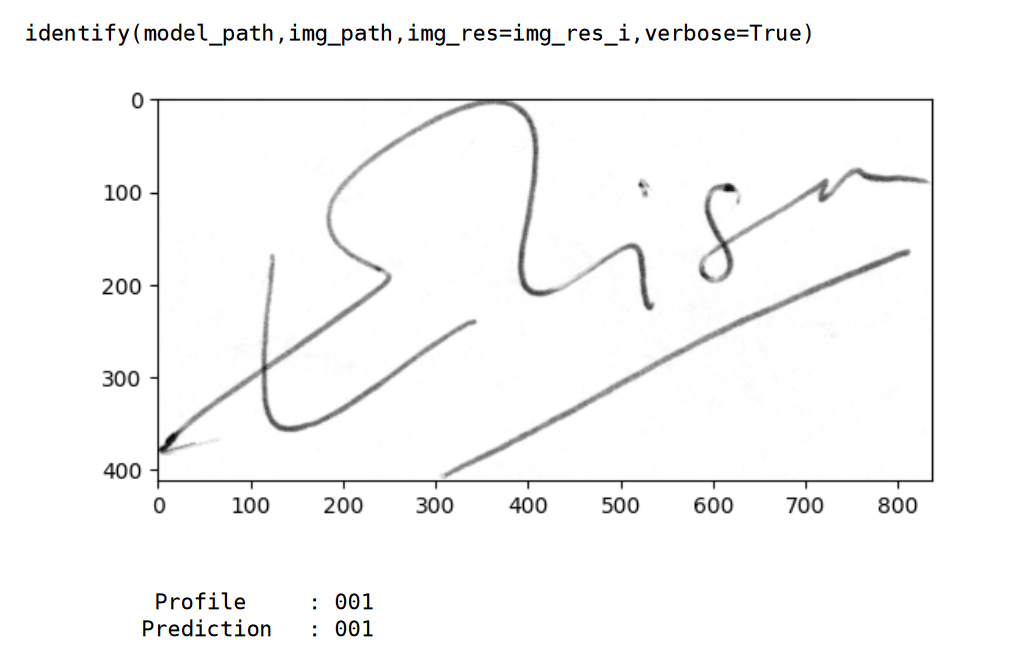 identify(model_path,img_path,img_res=img_res_i,verbose=True)
0
100
200
300
400
0 100 200 300 400 500 600 700 800
Profile : 001
Prediction : 001